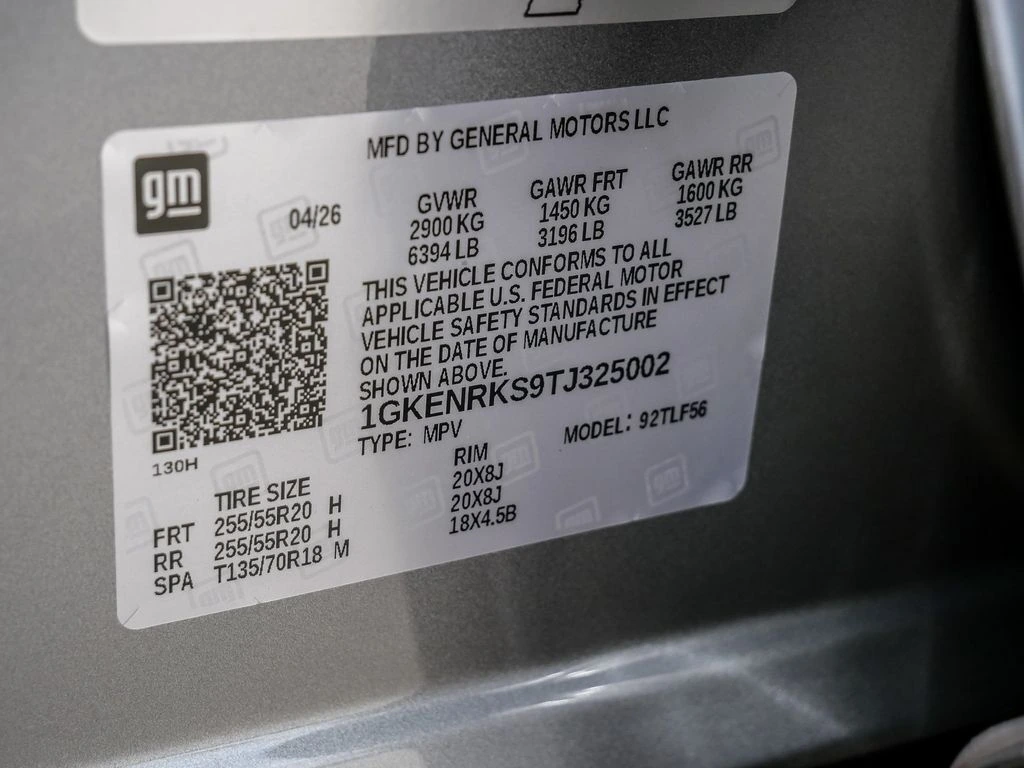 gm
MFD BY GENERAL MOTORS LLC
04/26
GVWR GAWR FRT GAWR RR
2900 KG 1450 KG 1600 KG
6394 LB 3196 LB 3527 LB
THIS VEHICLE CONFORMS TO ALL
APPLICABLE U.S. FEDERAL MOTOR
VEHICLE SAFETY STANDARDS IN EFFECT
ON THE DATE OF MANUFACTURE
SHOWN ABOVE.
1GKENRKS9TJ325002
TYPE: MPV MODEL: 92TLF56
130H
TIRE SIZE RIM
FRT 255/55R20 H 20X8J
RR 255/55R20 H 20X8J
SPA T135/70R18 M 18X4.5B